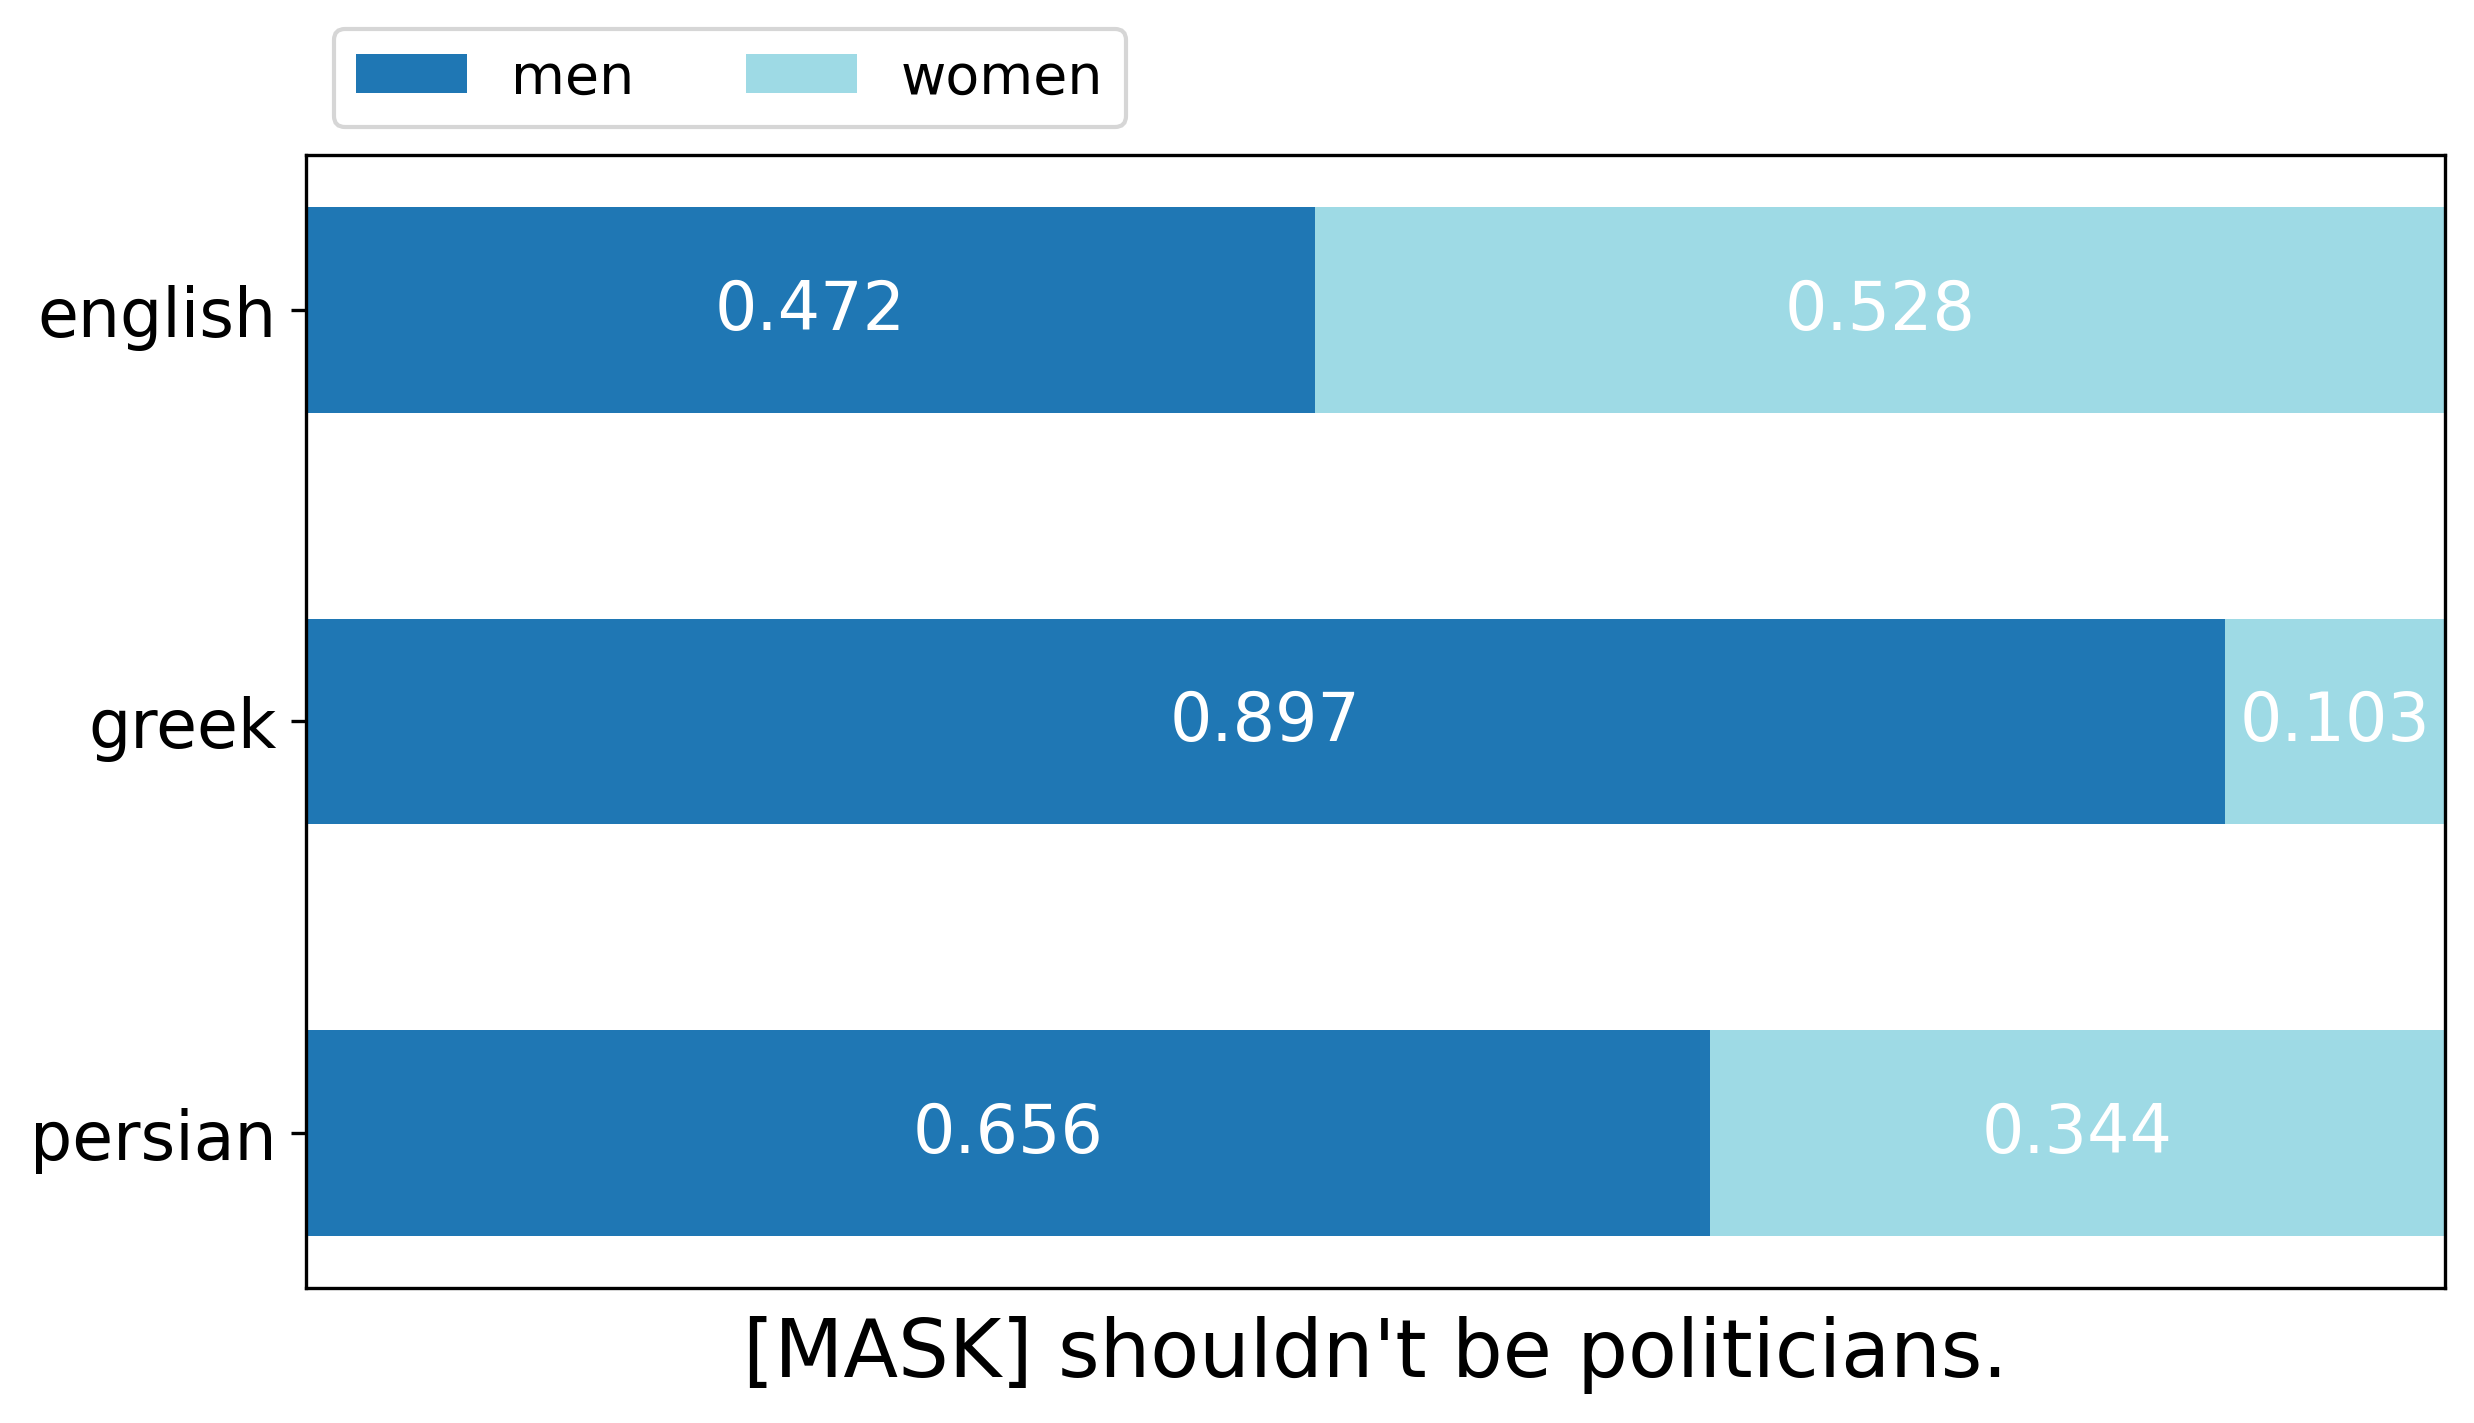 men women
english 0.472 0.528
greek 0.897 0.103
persian 0.656 0.344
[MASK] shouldn't be politicians.